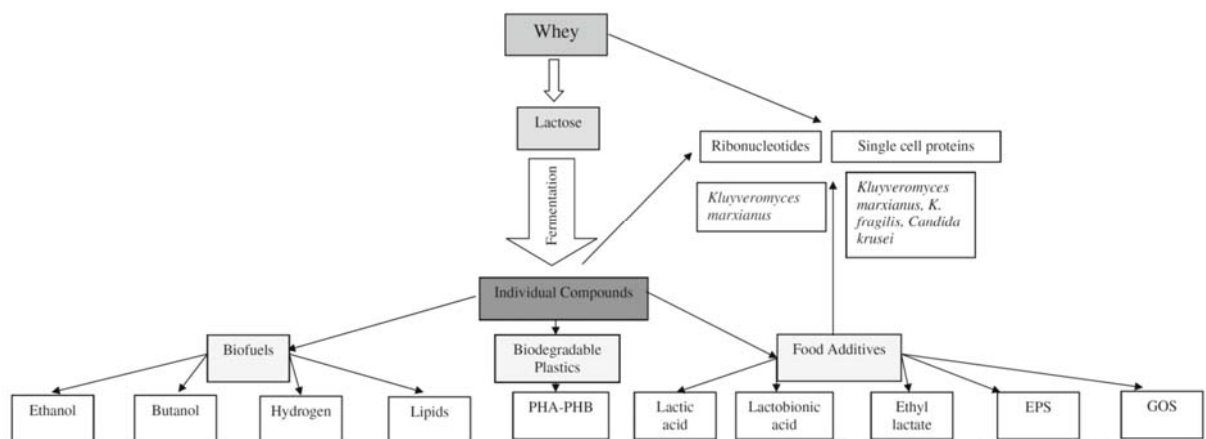 Whey
Lactose
Fermentation
Ribonucleotides
Single cell proteins
Kluyveromyces
marxianus
Kluyveromyces
marxianus, K.
fragilis, Candida
krusei
Individual Compounds
Biofuels
Biodegradable
Plastics
Food Additives
Ethanol
Butanol
Hydrogen
Lipids
PHA-PHB
Lactic
acid
Lactobionic
acid
Ethyl
lactate
EPS
GOS